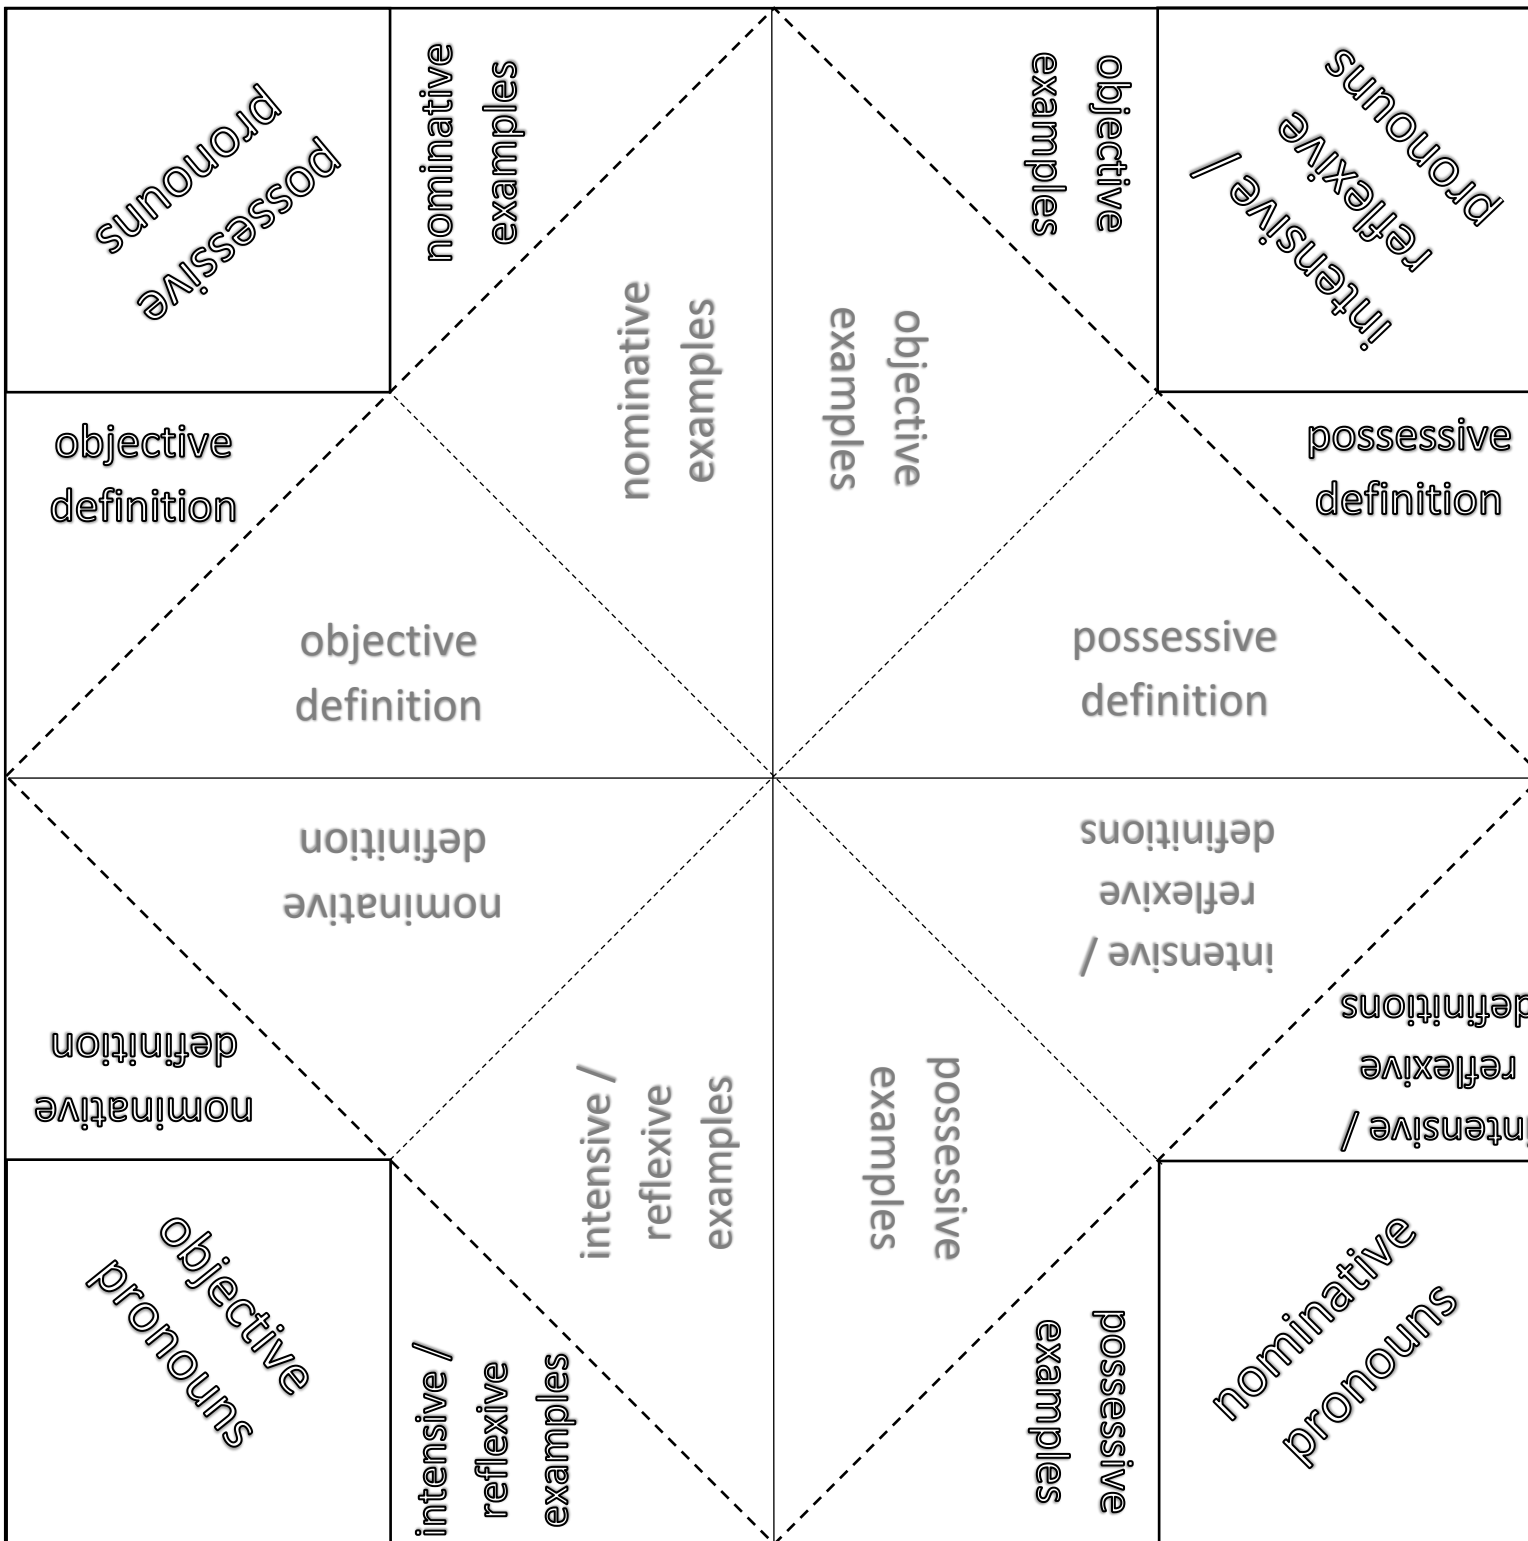 possessive
pronouns
nominative
examples
objective
examples
intensive /
reflexive
pronouns
objective
definition
possessive
definition
nominative
examples
objective
examples
objective
definition
possessive
definition
nominative
definition
intensive /
reflexive
definitions
nominative
definition
intensive /
reflexive
definitions
intensive /
reflexive
examples
possessive
examples
objective
pronouns
intensive /
reflexive
examples
possessive
examples
nominative
pronouns